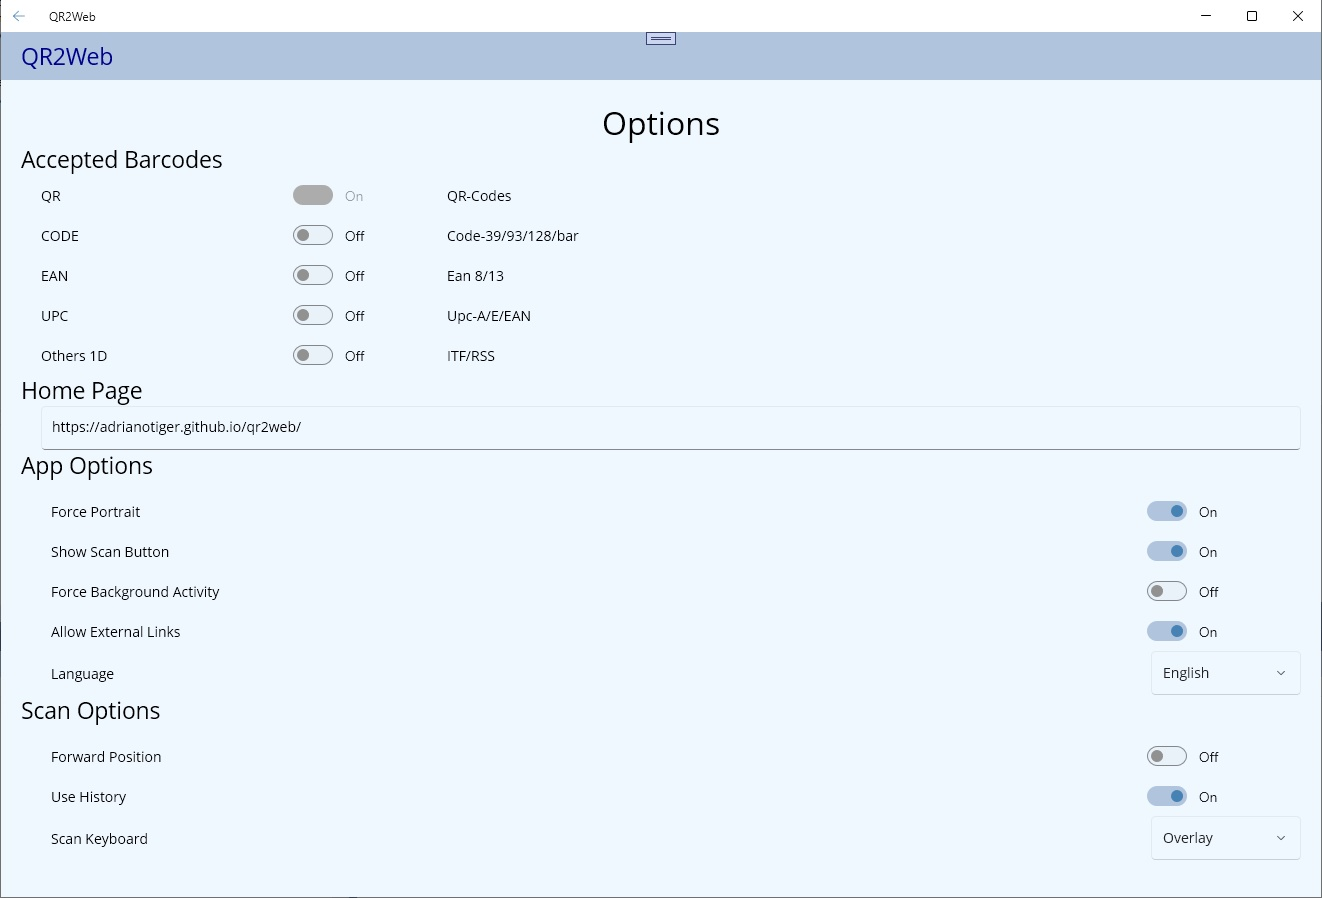 QR2Web
QR2Web
Options
Accepted Barcodes
QR On QR-Codes
CODE Off Code-39/93/128/bar
EAN Off Ean 8/13
UPC Off Upc-A/E/EAN
Others 1D Off ITF/RSS
Home Page
https://adrianotiger.github.io/qr2web/
App Options
Force Portrait On
Show Scan Button On
Force Background Activity Off
Allow External Links On
Language English
Scan Options
Forward Position Off
Use History On
Scan Keyboard Overlay